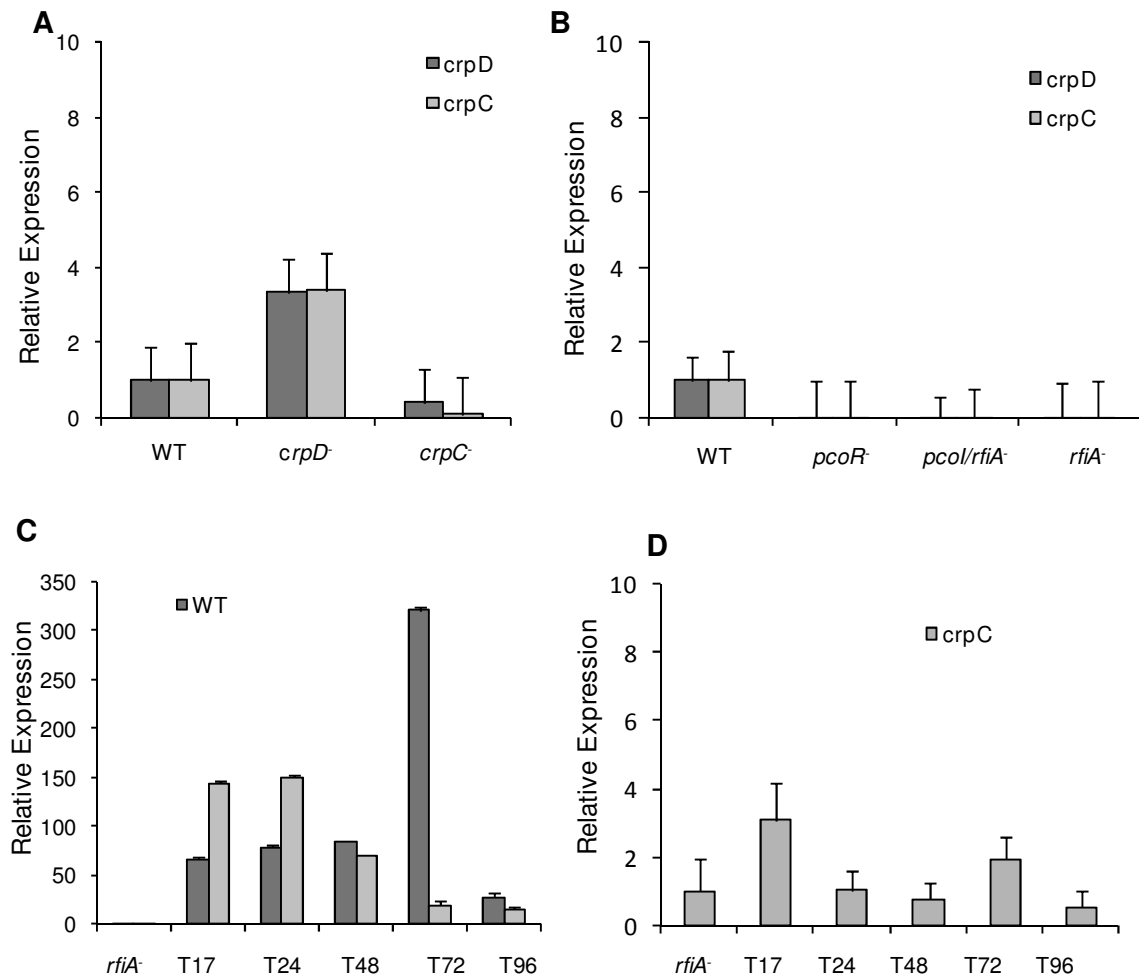 A
10
8
6
4
2
0
Relative Expression
crpD
crpC
WT
crpD-
crpC-
B
10
8
6
4
2
0
Relative Expression
crpD
crpC
WT
pcoR-
pcoI/rfiA-
rfiA-
C
350
300
250
200
150
100
50
0
Relative Expression
WT
rfiA-
T17
T24
T48
T72
T96
D
10
8
6
4
2
0
Relative Expression
crpC
rfiA-
T17
T24
T48
T72
T96